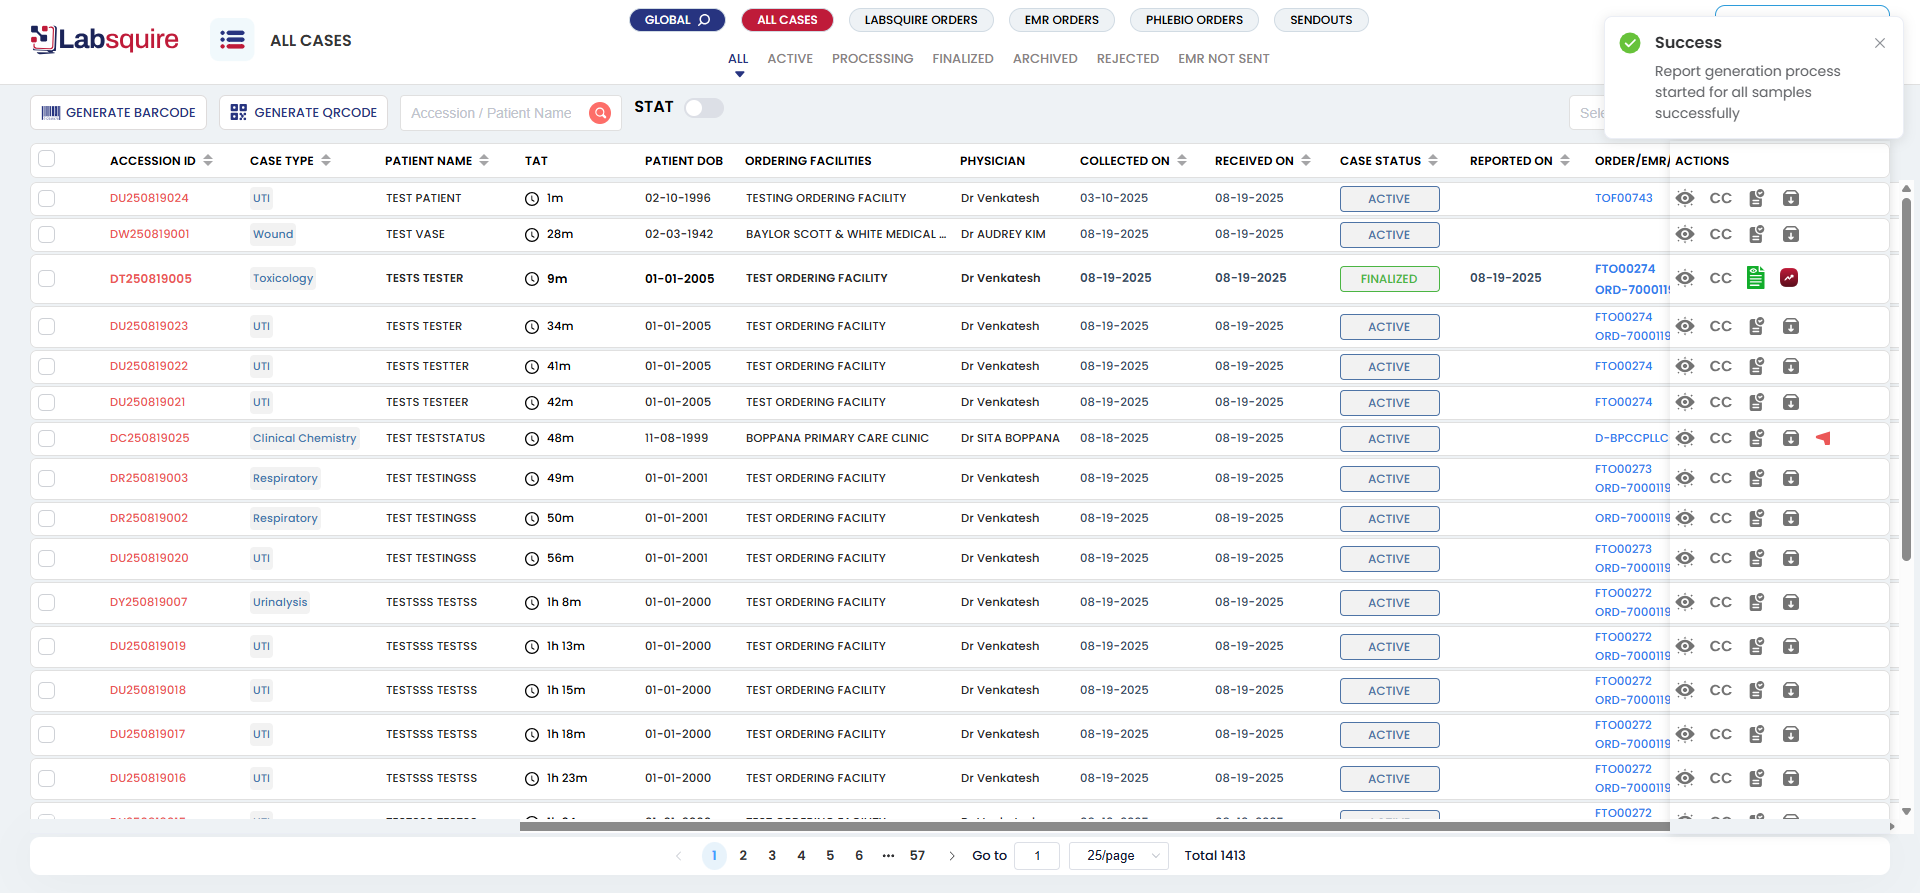 Labsquire
ALL CASES
GLOBAL
ALL CASES
LABSQUIRE ORDERS
EMR ORDERS
PHLEBIO ORDERS
SENDOUTS
ALL
ACTIVE
PROCESSING
FINALIZED
ARCHIVED
REJECTED
EMR NOT SENT
Success
Report generation process
started for all samples
successfully
GENERATE BARCODE
GENERATE QRCODE
Accession / Patient Name
STAT
ACCESSION ID CASE TYPE PATIENT NAME TAT PATIENT DOB ORDERING FACILITIES PHYSICIAN COLLECTED ON RECEIVED ON CASE STATUS REPORTED ON ORDER/EMR/ ACTIONS
DU250819024 UTI TEST PATIENT 1m 02-10-1996 TESTING ORDERING FACILITY Dr Venkatesh 03-10-2025 08-19-2025 ACTIVE TOF00743 CC
DW250819001 Wound TEST VASE 28m 02-03-1942 BAYLOR SCOTT & WHITE MEDICAL ... Dr AUDREY KIM 08-19-2025 08-19-2025 ACTIVE CC
DT250819005 Toxicology TESTS TESTER 9m 01-01-2005 TEST ORDERING FACILITY Dr Venkatesh 08-19-2025 08-19-2025 FINALIZED 08-19-2025 FTO00274 CC
ORD-7000119
DU250819023 UTI TESTS TESTER 34m 01-01-2005 TEST ORDERING FACILITY Dr Venkatesh 08-19-2025 08-19-2025 ACTIVE FTO00274 CC
ORD-7000119
DU250819022 UTI TESTS TESTTER 41m 01-01-2005 TEST ORDERING FACILITY Dr Venkatesh 08-19-2025 08-19-2025 ACTIVE FTO00274 CC
DU250819021 UTI TESTS TESTEER 42m 01-01-2005 TEST ORDERING FACILITY Dr Venkatesh 08-19-2025 08-19-2025 ACTIVE FTO00274 CC
DC250819025 Clinical Chemistry TEST TESTSTATUS 48m 11-08-1999 BOPPANA PRIMARY CARE CLINIC Dr SITA BOPPANA 08-18-2025 08-19-2025 ACTIVE D-BPCCPLLC CC
DR250819003 Respiratory TEST TESTINGSS 49m 01-01-2001 TEST ORDERING FACILITY Dr Venkatesh 08-19-2025 08-19-2025 ACTIVE FTO00273 CC
ORD-7000119
DR250819002 Respiratory TEST TESTINGSS 50m 01-01-2001 TEST ORDERING FACILITY Dr Venkatesh 08-19-2025 08-19-2025 ACTIVE ORD-7000119 CC
DU250819020 UTI TEST TESTINGSS 56m 01-01-2001 TEST ORDERING FACILITY Dr Venkatesh 08-19-2025 08-19-2025 ACTIVE FTO00273 CC
ORD-7000119
DY250819007 Urinalysis TESTSSS TESTSS 1h 8m 01-01-2000 TEST ORDERING FACILITY Dr Venkatesh 08-19-2025 08-19-2025 ACTIVE FTO00272 CC
ORD-7000119
DU250819019 UTI TESTSSS TESTSS 1h 13m 01-01-2000 TEST ORDERING FACILITY Dr Venkatesh 08-19-2025 08-19-2025 ACTIVE FTO00272 CC
ORD-7000119
DU250819018 UTI TESTSSS TESTSS 1h 15m 01-01-2000 TEST ORDERING FACILITY Dr Venkatesh 08-19-2025 08-19-2025 ACTIVE FTO00272 CC
ORD-7000119
DU250819017 UTI TESTSSS TESTSS 1h 18m 01-01-2000 TEST ORDERING FACILITY Dr Venkatesh 08-19-2025 08-19-2025 ACTIVE FTO00272 CC
ORD-7000119
DU250819016 UTI TESTSSS TESTSS 1h 23m 01-01-2000 TEST ORDERING FACILITY Dr Venkatesh 08-19-2025 08-19-2025 ACTIVE FTO00272 CC
ORD-7000119
FTO00272
1 2 3 4 5 6 ••• 57 Go to 1 25/page Total 1413